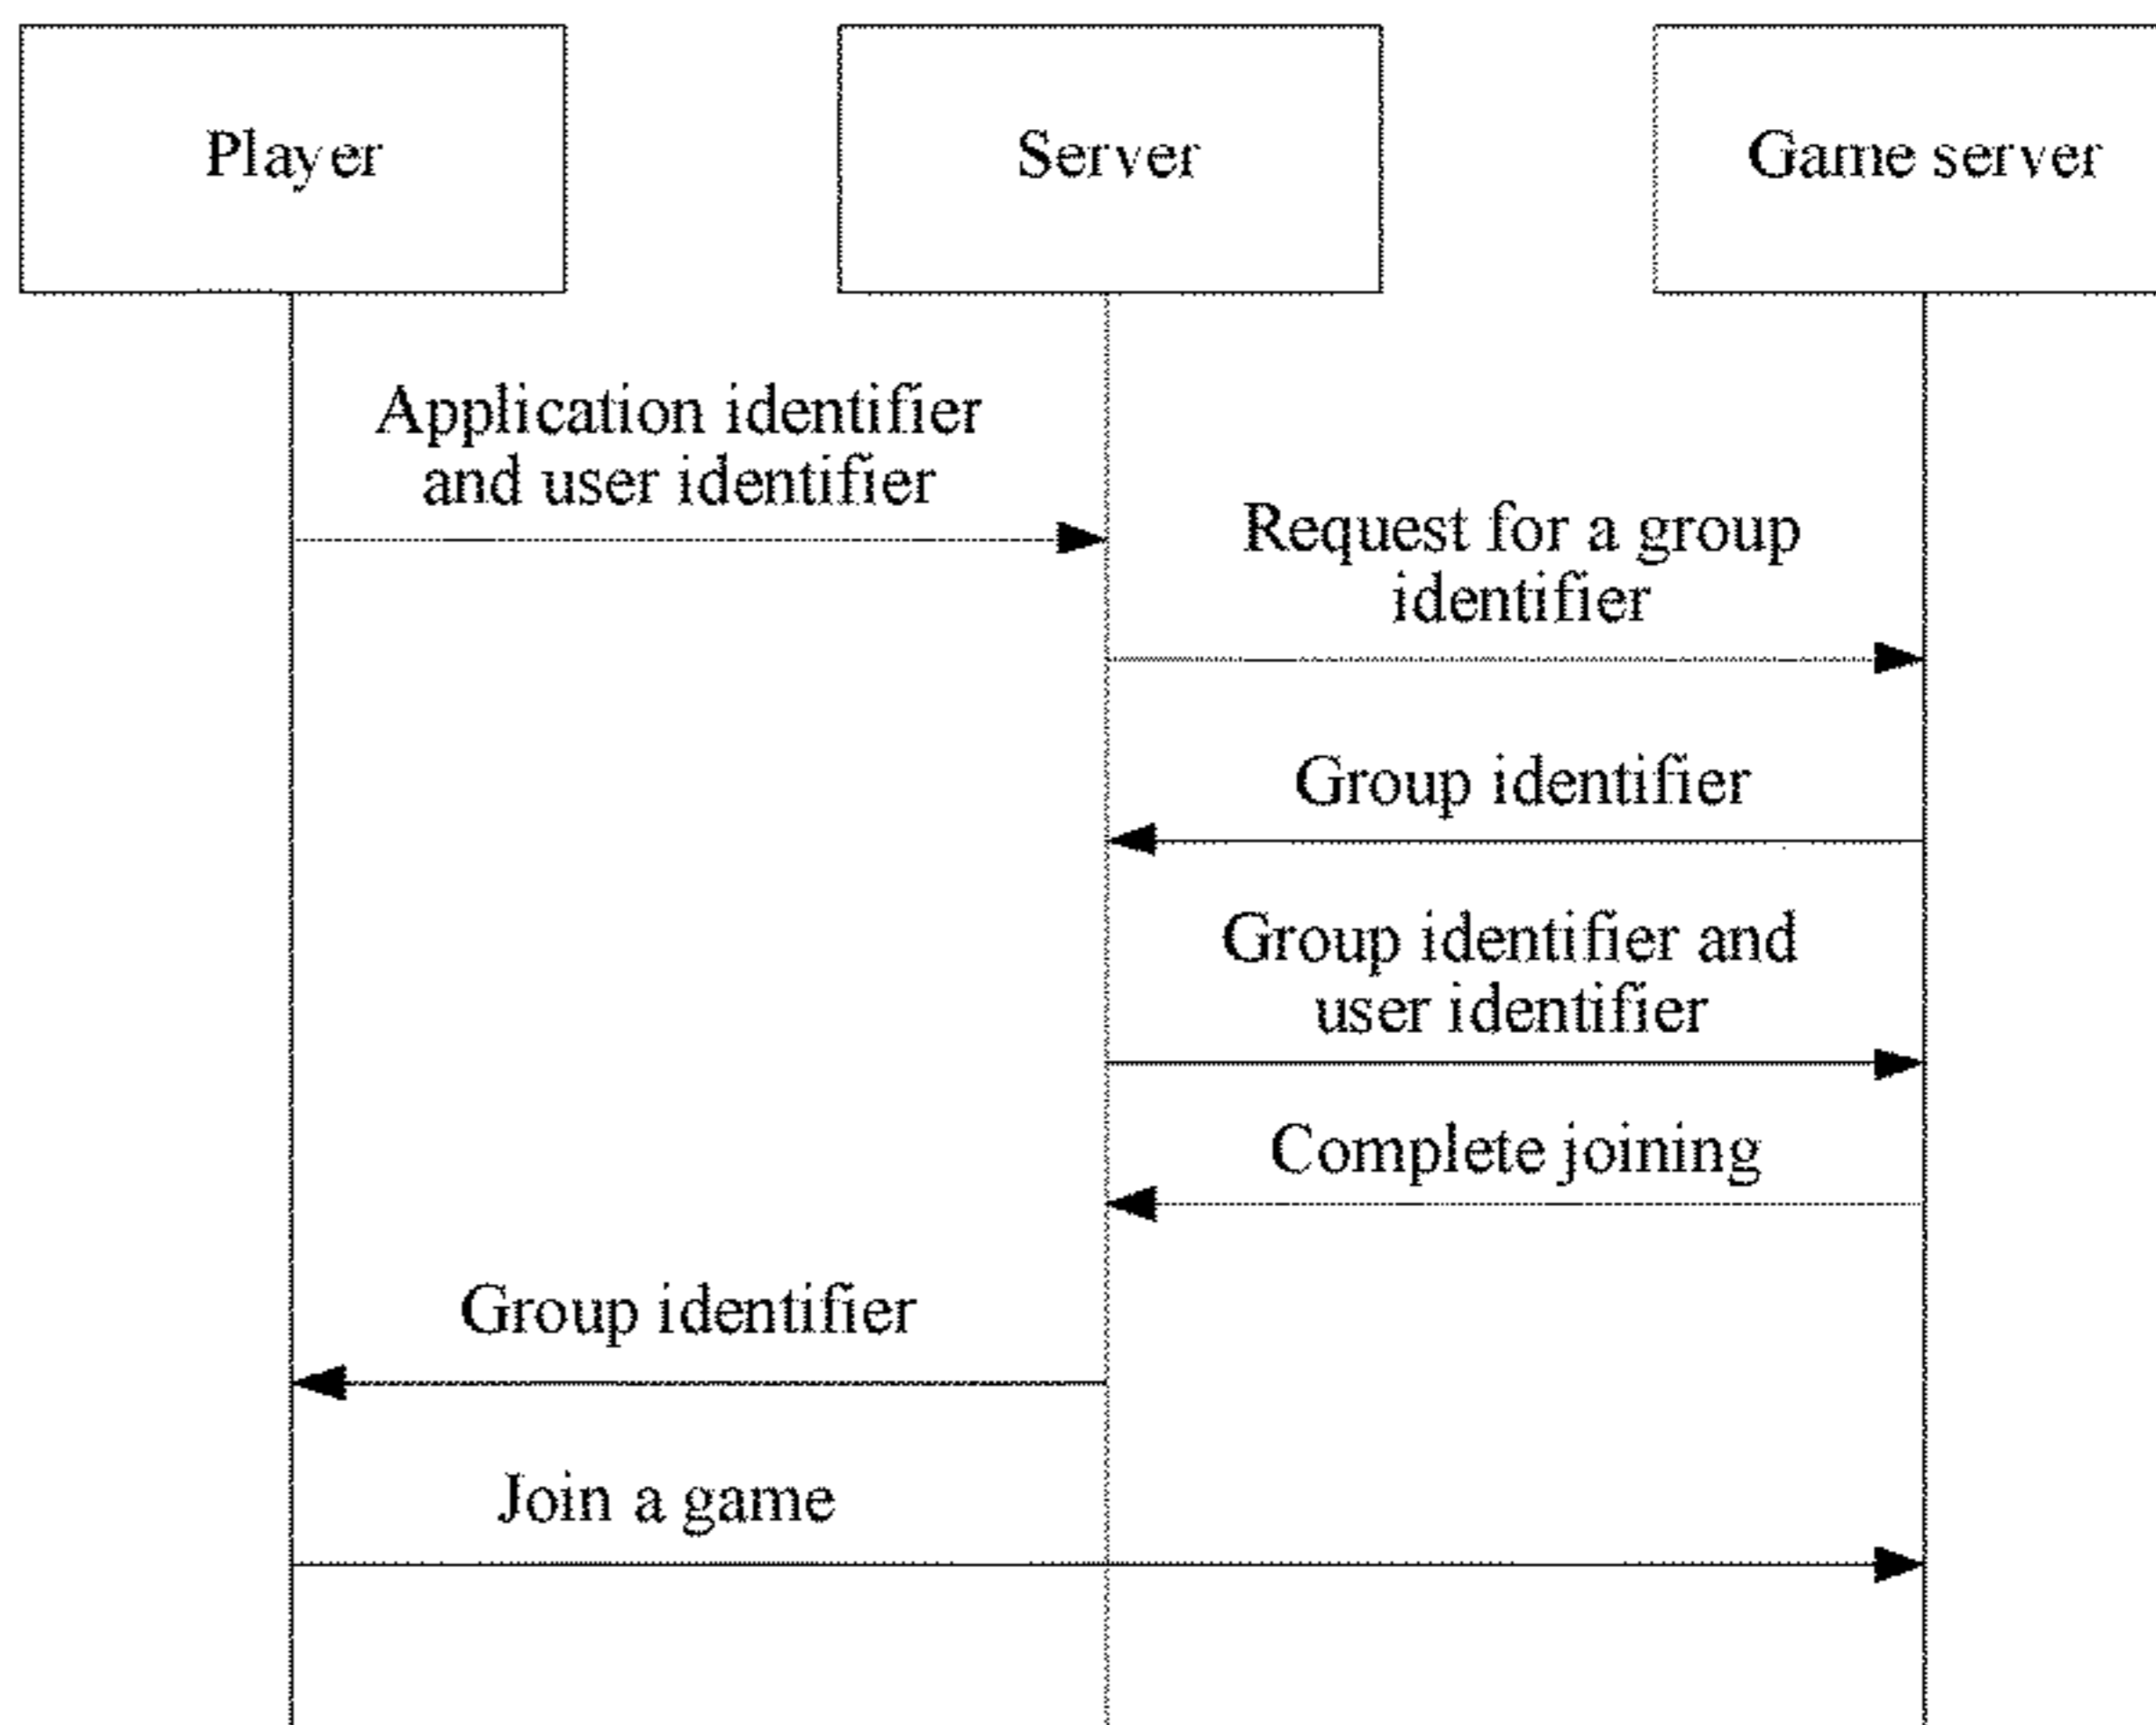 Player
Server
Game server
Application identifier
and user identifier
Request for a group
identifier
Group identifier
Group identifier and
user identifier
Complete joining
Group identifier
Join a game